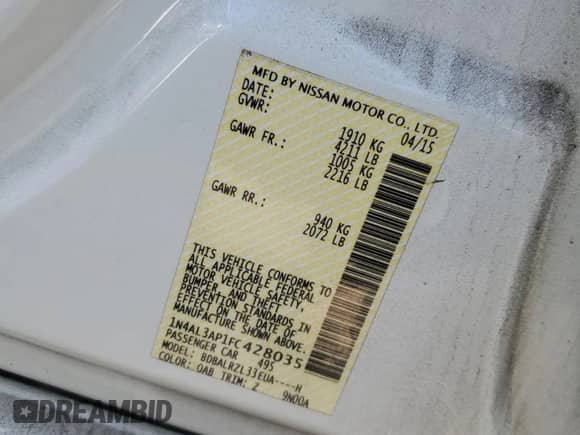 MFD BY NISSAN MOTOR CO., LTD.
DATE: 04/15
GVWR: 1910 KG
4211 LB
GAWR FR.: 1005 KG
2216 LB
GAWR RR.: 940 KG
2072 LB
THIS VEHICLE CONFORMS TO
ALL APPLICABLE FEDERAL
MOTOR VEHICLE SAFETY,
BUMPER, AND THEFT
PREVENTION STANDARDS IN
EFFECT ON THE DATE OF
MANUFACTURE SHOWN ABOVE.
1N4AL3AP1FC428035
PASSENGER CAR 495
MODEL: BDBALRZL33EUA----H
COLOR: QAB TRIM: Z 9N00A
DREAMBID